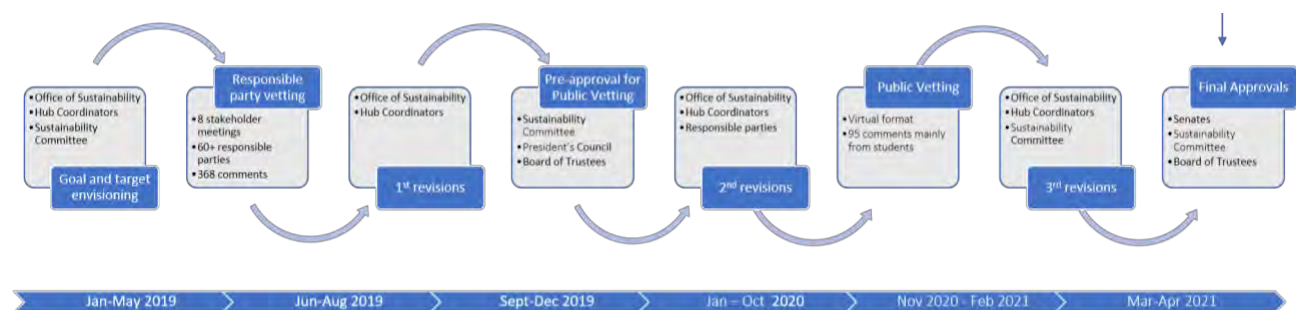 • Office of Sustainability
• Hub Coordinators
• Sustainability
Committee
Goal and target
envisioning
Responsible
party vetting
• 8 stakeholder
meetings
• 60+ responsible
parties
• 368 comments
• Office of Sustainability
• Hub Coordinators
1st revisions
Pre-approval for
Public Vetting
• Sustainability
Committee
• President's Council
• Board of Trustees
• Office of Sustainability
• Hub Coordinators
• Responsible parties
2nd revisions
Public Vetting
• Virtual format
• 95 comments mainly
from students
• Office of Sustainability
• Hub Coordinators
• Sustainability
Committee
3rd revisions
Final Approvals
• Senates
• Sustainability
Committee
• Board of Trustees
Jan-May 2019
Jun-Aug 2019
Sept-Dec 2019
Jan – Oct 2020
Nov 2020 - Feb 2021
Mar-Apr 2021